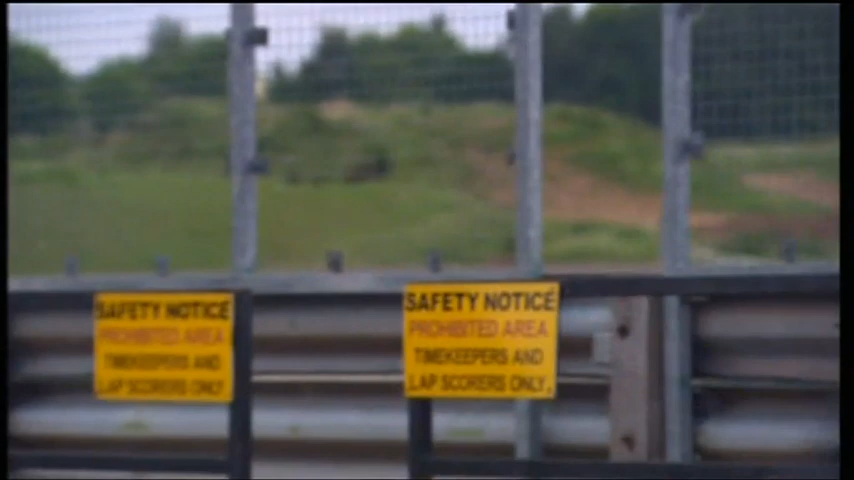 SAFETY NOTICE
PROHIBITED AREA
TIMEKEEPERS AND
LAP SCORERS ONLY
SAFETY NOTICE
PROHIBITED AREA
TIMEKEEPERS AND
LAP SCORERS ONLY.